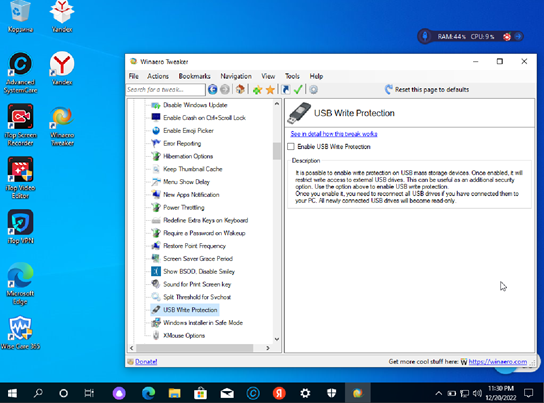 Корзина
Yandex
Advanced
SystemCare
Yandex
iTop Screen
Recorder
Winaero
Tweaker
iTop Video
Editor
iTop VPN
Microsoft
Edge
Wise Care 365
RAM:44% CPU:9%
Winaero Tweaker
File Actions Bookmarks Navigation View Tools Help
Search for a tweak...
Reset this page to defaults
Disable Windows Update
Enable Crash on Ctrl+Scroll Lock
Enable Emoji Picker
Error Reporting
Hibernation Options
Keep Thumbnail Cache
Menu Show Delay
New Apps Notification
Power Throttling
Redefine Extra Keys on Keyboard
Require a Password on Wakeup
Restore Point Frequency
Screen Saver Grace Period
Show BSOD, Disable Smiley
Sound for Print Screen key
Split Threshold for Svchost
USB Write Protection
Windows Installer in Safe Mode
XMouse Options
USB Write Protection
See in detail how this tweak works
Enable USB Write Protection
Description
It is possible to enable write protection on USB mass storage devices. Once enabled, it will
restrict write access to external USB drives. This can be useful as an additional security
option. Use the option above to enable USB write protection.
Once you enable it, you need to reconnect all USB drives if you have connected them to
your PC. All newly connected USB drives will become read-only.
Donate!
Get more cool stuff here: W https://winaero.com
11:30 PM
12/20/2022